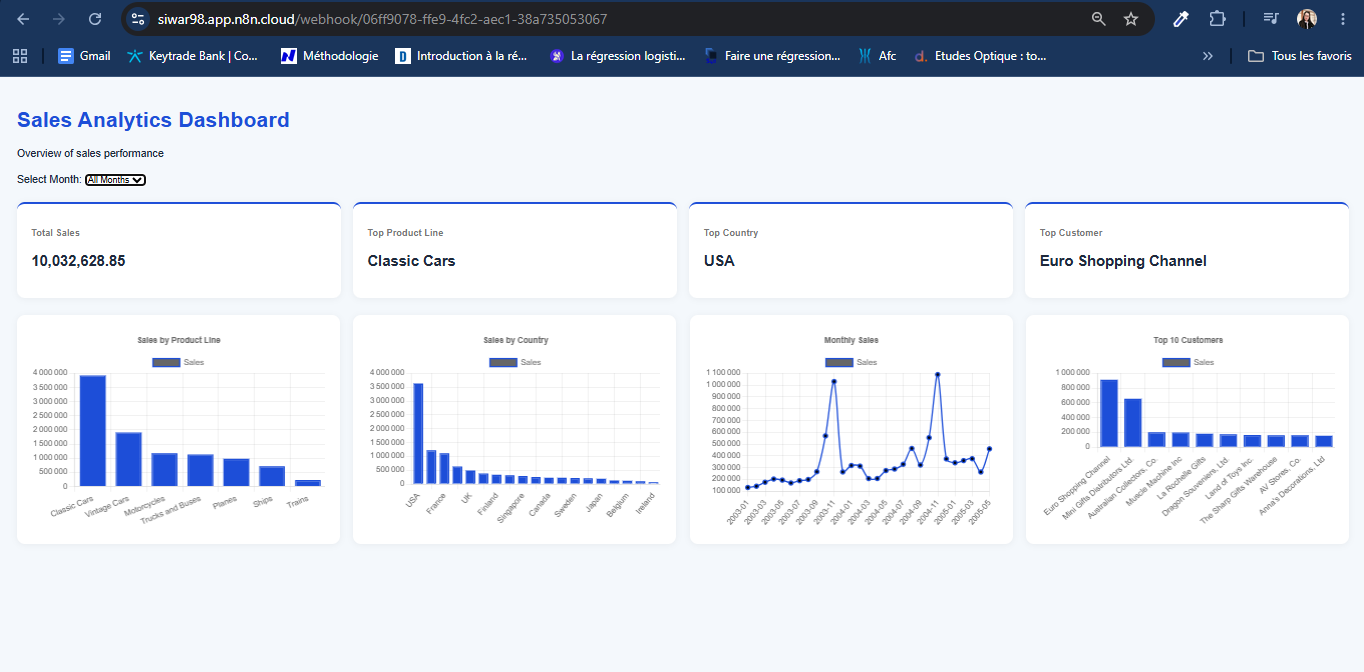 siwar98.app.n8n.cloud/webhook/06ff9078-ffe9-4fc2-aec1-38a735053067
Gmail
Keytrade Bank | Co...
Méthodologie
Introduction à la ré...
La régression logisti...
Faire une régression...
Afc
Etudes Optique : to...
Tous les favoris
Sales Analytics Dashboard
Overview of sales performance
Select Month: All Months
Total Sales
10,032,628.85
Top Product Line
Classic Cars
Top Country
USA
Top Customer
Euro Shopping Channel
Sales by Product Line
Sales
4 000 000
3 500 000
3 000 000
2 500 000
2 000 000
1 500 000
1 000 000
500 000
0
Classic Cars
Vintage Cars
Motorcycles
Trucks and Buses
Planes
Ships
Trains
Sales by Country
Sales
4 000 000
3 500 000
3 000 000
2 500 000
2 000 000
1 500 000
1 000 000
500 000
0
USA
France
UK
Finland
Singapore
Canada
Sweden
Japan
Belgium
Ireland
Monthly Sales
Sales
1 100 000
1 000 000
900 000
800 000
700 000
600 000
500 000
400 000
300 000
200 000
100 000
2003-01
2003-03
2003-05
2003-07
2003-09
2003-11
2004-01
2004-03
2004-05
2004-07
2004-09
2004-11
2005-01
2005-03
2005-05
Top 10 Customers
Sales
1 000 000
800 000
600 000
400 000
200 000
0
Euro Shopping Channel
Mini Gifts Distributors Ltd.
Australian Collectors, Co.
Muscle Machine Inc
La Rochelle Gifts
Dragon Souveniers, Ltd.
Land of Toys Inc.
The Sharp Gifts Warehouse
AV Stores, Co.
Anna's Decorations, Ltd